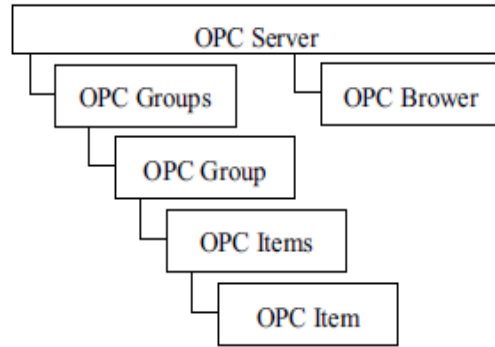 OPC Server
OPC Groups
OPC Brower
OPC Group
OPC Items
OPC Item